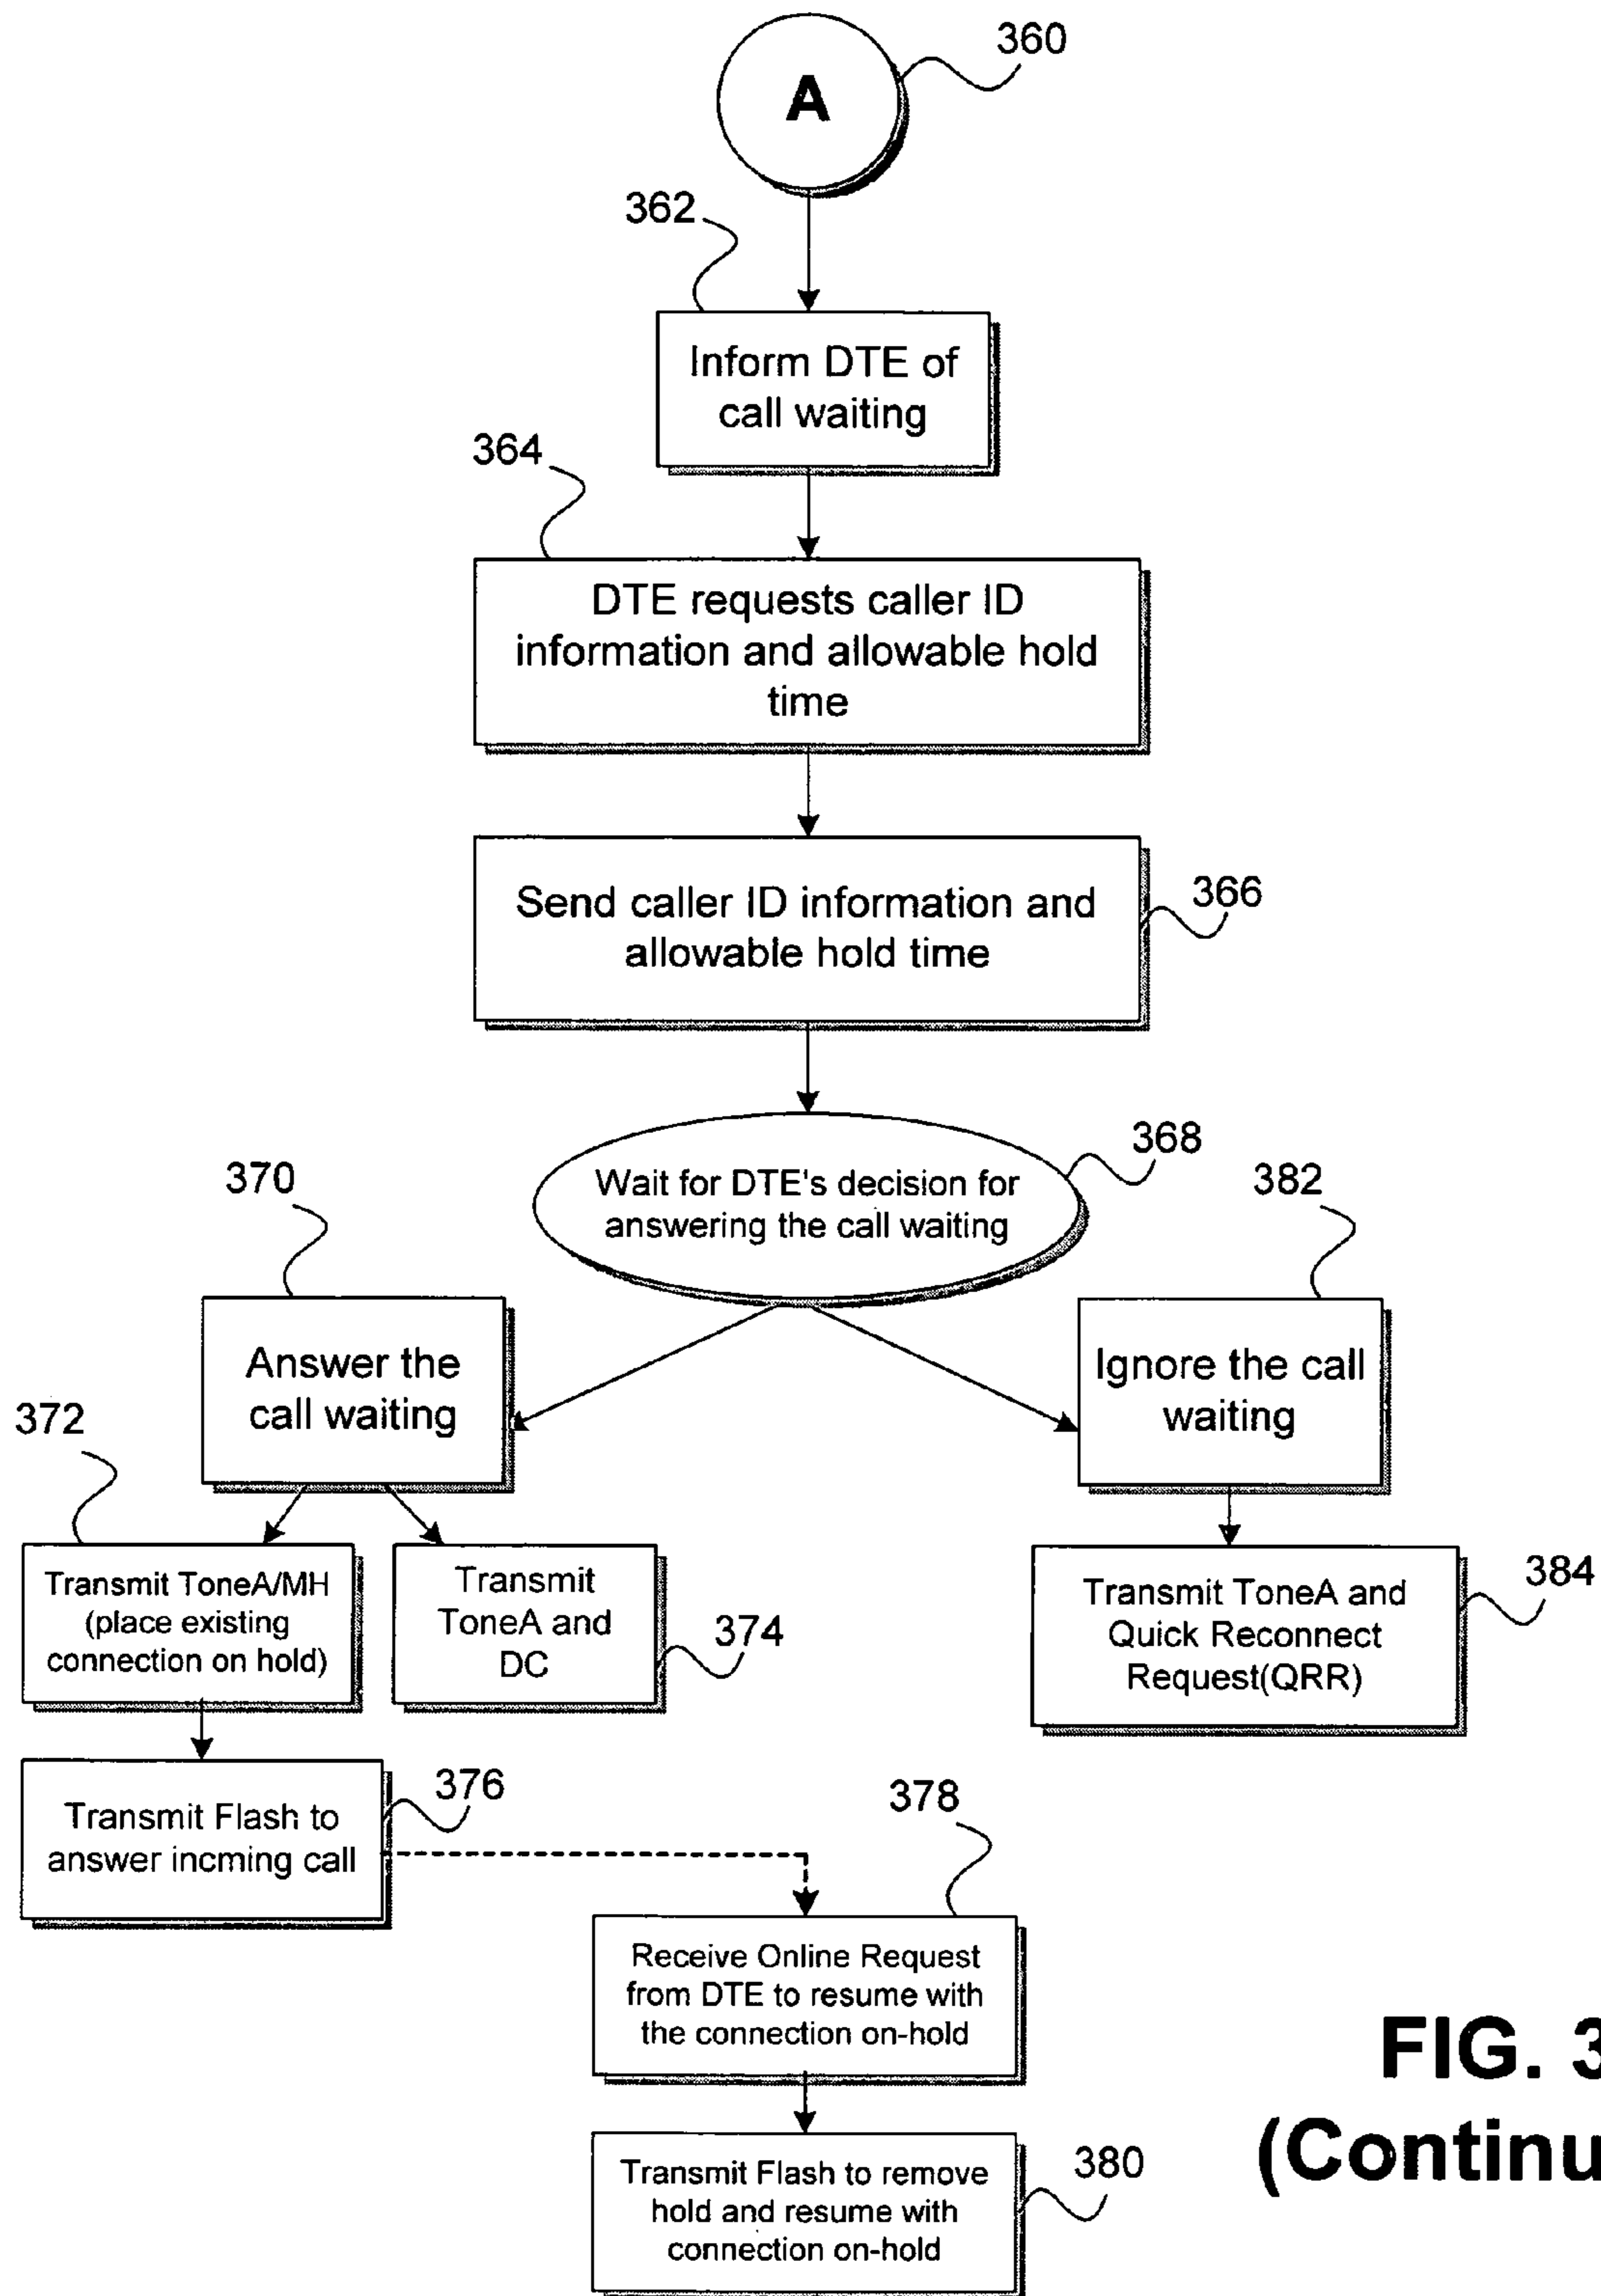 360
A
362
Inform DTE of
call waiting
364
DTE requests caller ID
information and allowable hold
time
366
Send caller ID information and
allowable hold time
368
Wait for DTE's decision for
answering the call waiting
370
382
Answer the
call waiting
Ignore the call
waiting
372
Transmit ToneA/MH
(place existing
connection on hold)
Transmit
ToneA and
DC
374
Transmit ToneA and
Quick Reconnect
Request(QRR)
384
Transmit Flash to
answer incming call
376
378
Receive Online Request
from DTE to resume with
the connection on-hold
Transmit Flash to remove
hold and resume with
connection on-hold
380
FIG. 3
(Continu